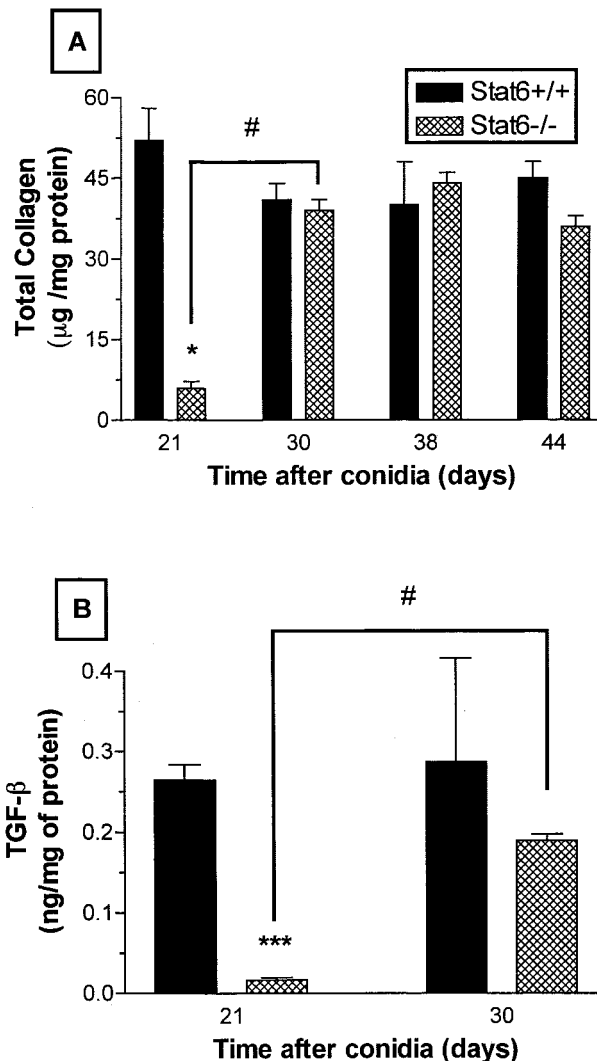 A
Stat6+/+
Stat6-/-
60
45
30
15
0
Total Collagen
(μg /mg protein)
#
*
21 30 38 44
Time after conidia (days)
B
#
0.4
0.3
0.2
0.1
0.0
TGF-β
(ng/mg of protein)
***
21 30
Time after conidia (days)